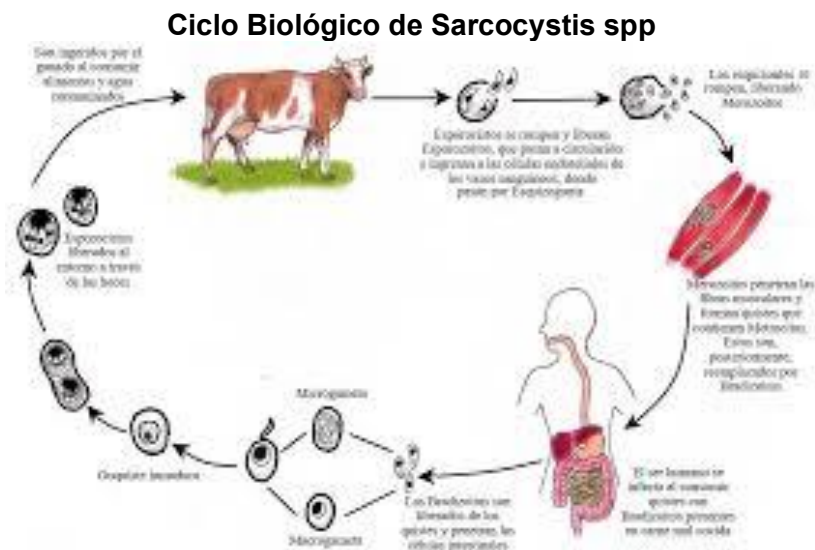 Ciclo Biológico de Sarcocystis spp
Son ingeridos por el
ganado al consumir
alimento y agua
contaminados
Esporocistos se rompen y liberan
Esporozoitos, que pasan a circulación
e ingresan a las células endoteliales de
los vasos sanguíneos, donde
pasan por Esquizogonia
Los esquizontes se
rompen, liberando
Merozoitos
Merozoitos penetran las
fibras musculares y
forman quistes que
contienen Metrocitos.
Estos son,
posteriormente,
reemplazados por
Bradizoitos
El ser humano se
infecta al consumir
quistes con
Bradizoitos presentes
en carne mal cocida
Los Bradizoitos son
liberados de los
quistes y penetran las
células intestinales
Microgameto
Macrogameto
Ooquiste inmaduro
Esporocistos
liberados al
entorno a través
de las heces